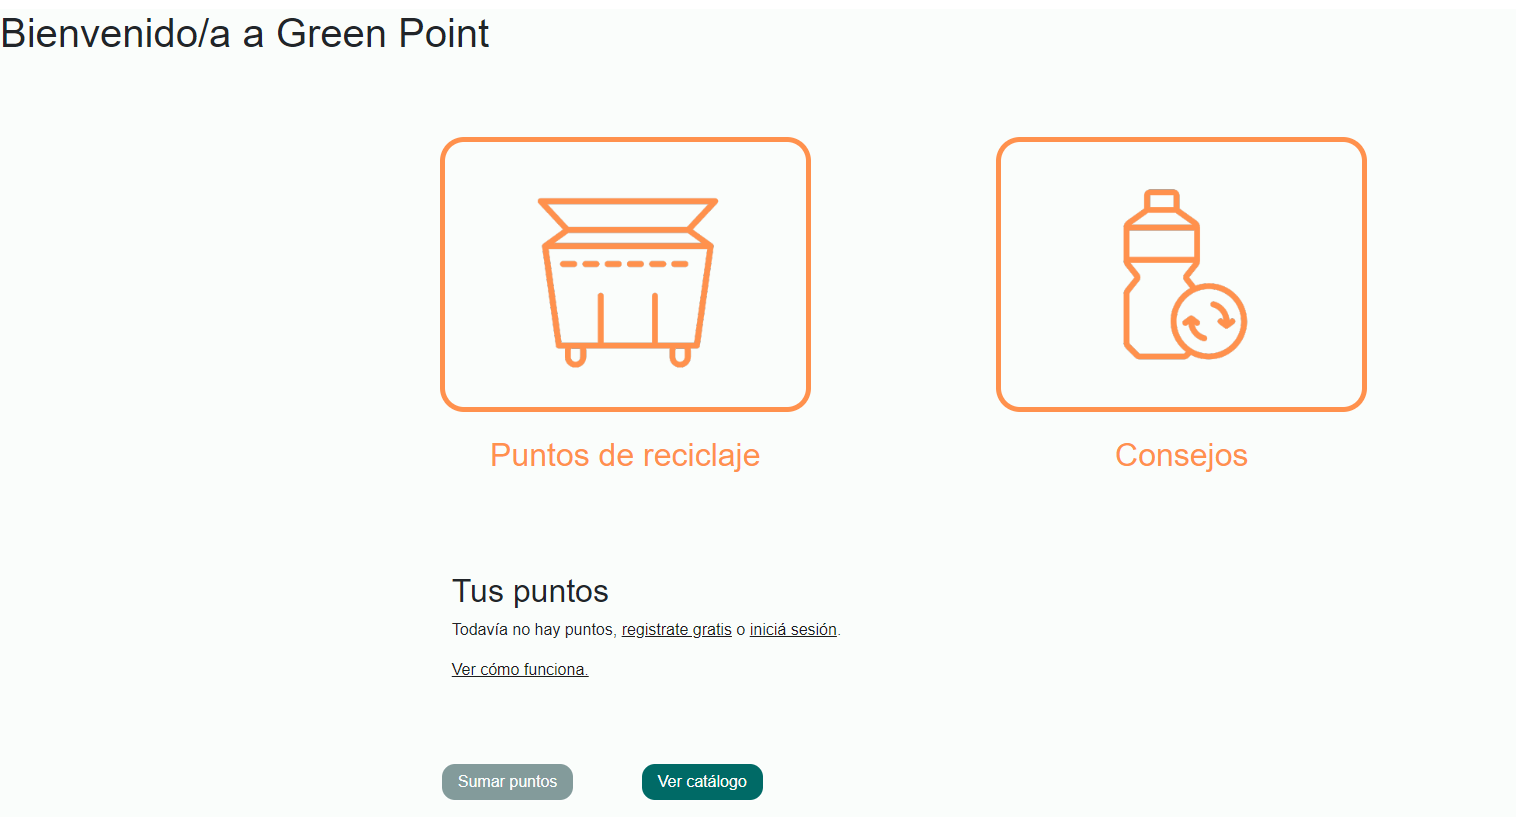 Bienvenido/a a Green Point
Puntos de reciclaje
Consejos
Tus puntos
Todavía no hay puntos, registrate gratis o iniciá sesión.
Ver cómo funciona.
Sumar puntos
Ver catálogo